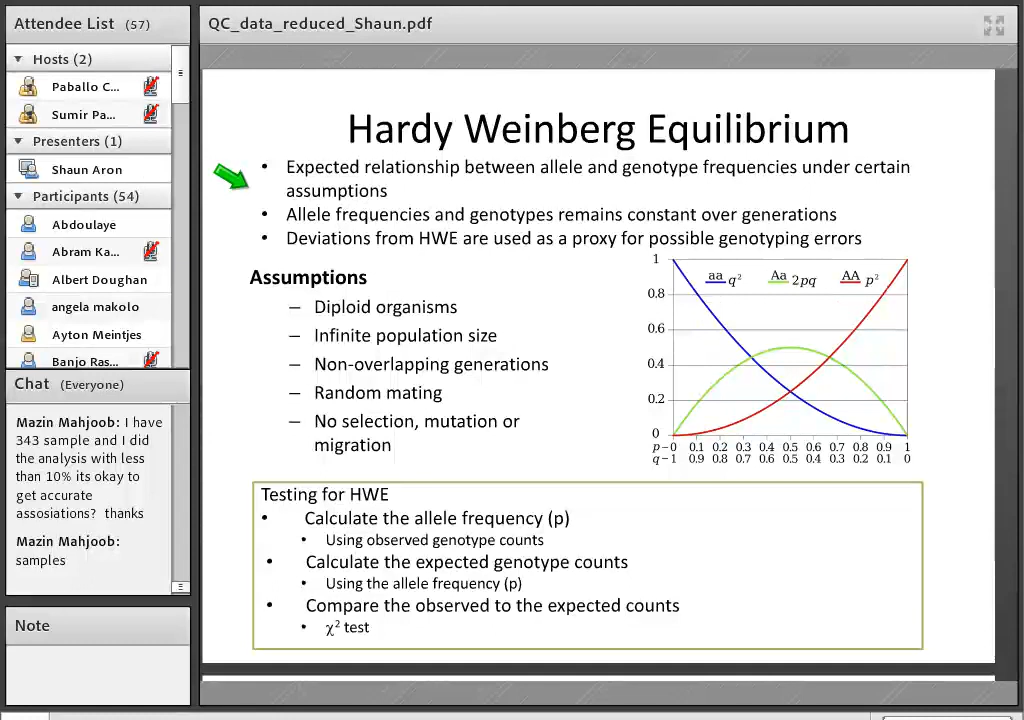 Attendee List (57)
Hosts (2)
Paballo C...
Sumir Pa...
Presenters (1)
Shaun Aron
Participants (54)
Abdoulaye
Abram Ka...
Albert Doughan
angela makolo
Ayton Meintjes
Banjo Ras...
Chat (Everyone)
Mazin Mahjoob: I have
343 sample and I did
the analysis with less
than 10% its okay to
get accurate
assosiations? thanks
Mazin Mahjoob:
samples
Note
QC_data_reduced_Shaun.pdf
Hardy Weinberg Equilibrium
• Expected relationship between allele and genotype frequencies under certain
assumptions
• Allele frequencies and genotypes remains constant over generations
• Deviations from HWE are used as a proxy for possible genotyping errors
Assumptions
– Diploid organisms
– Infinite population size
– Non-overlapping generations
– Random mating
– No selection, mutation or
migration
aa q² Aa 2pq AA p²
1
0.8
0.6
0.4
0.2
0
p–0 0.1 0.2 0.3 0.4 0.5 0.6 0.7 0.8 0.9 1
q–1 0.9 0.8 0.7 0.6 0.5 0.4 0.3 0.2 0.1 0
Testing for HWE
• Calculate the allele frequency (p)
• Using observed genotype counts
• Calculate the expected genotype counts
• Using the allele frequency (p)
• Compare the observed to the expected counts
• χ² test